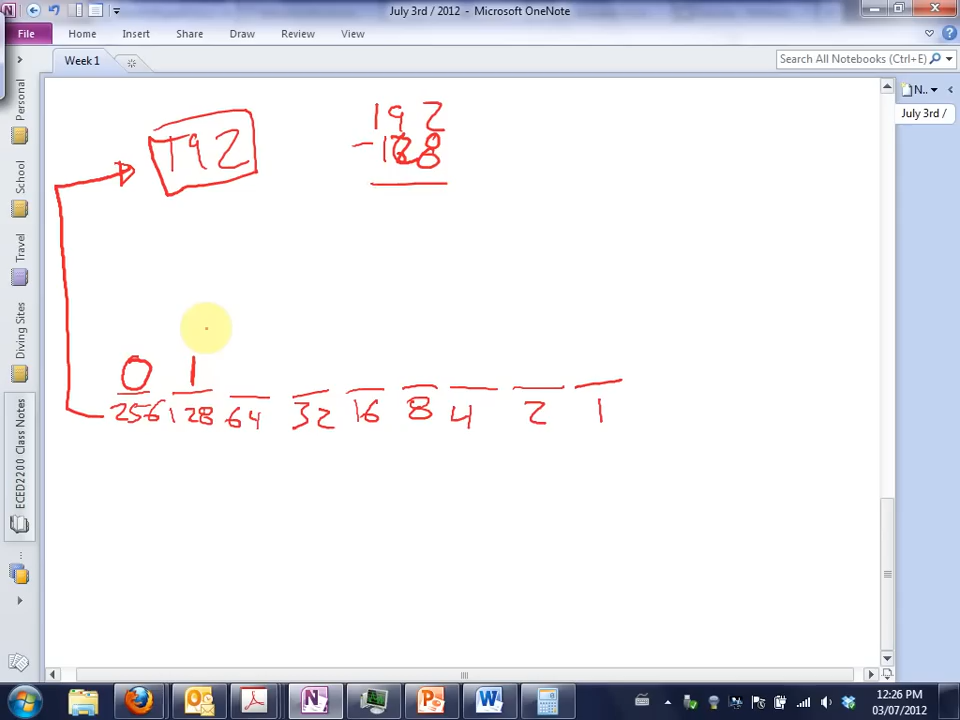 July 3rd / 2012 - Microsoft OneNote
File Home Insert Share Draw Review View
Week 1
Search All Notebooks (Ctrl+E)
N..
July 3rd /
Personal
School
Travel
Diving Sites
ECED2200 Class Notes
...
192
192
-128
0 1
256 128 64 32 16 8 4 2 1
12:26 PM
03/07/2012